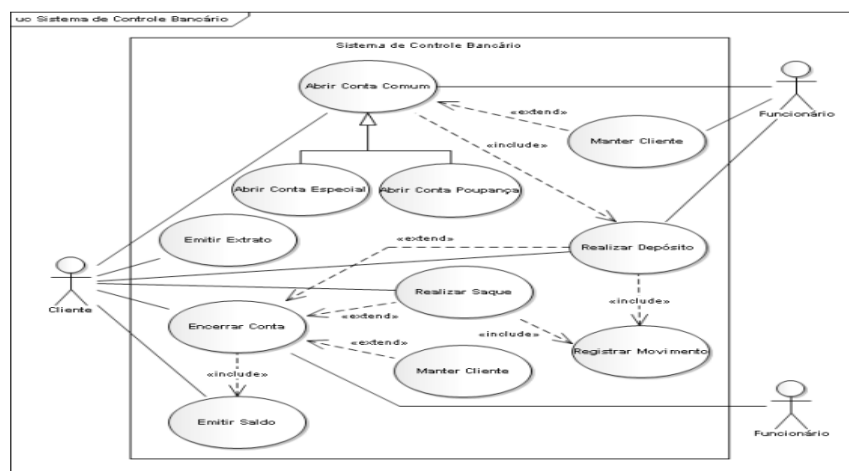 uc Sistema de Controle Bancário
Sistema de Controle Bancário
Abrir Conta Comum
«extend»
Funcionário
Manter Cliente
«include»
Abrir Conta Especial
Abrir Conta Poupança
Emitir Extrato
«extend»
Realizar Depósito
Cliente
Realizar Saque
Encerrar Conta
«extend»
«include»
«include»
«extend»
Registrar Movimento
«include»
Manter Cliente
Emitir Saldo
Funcionário